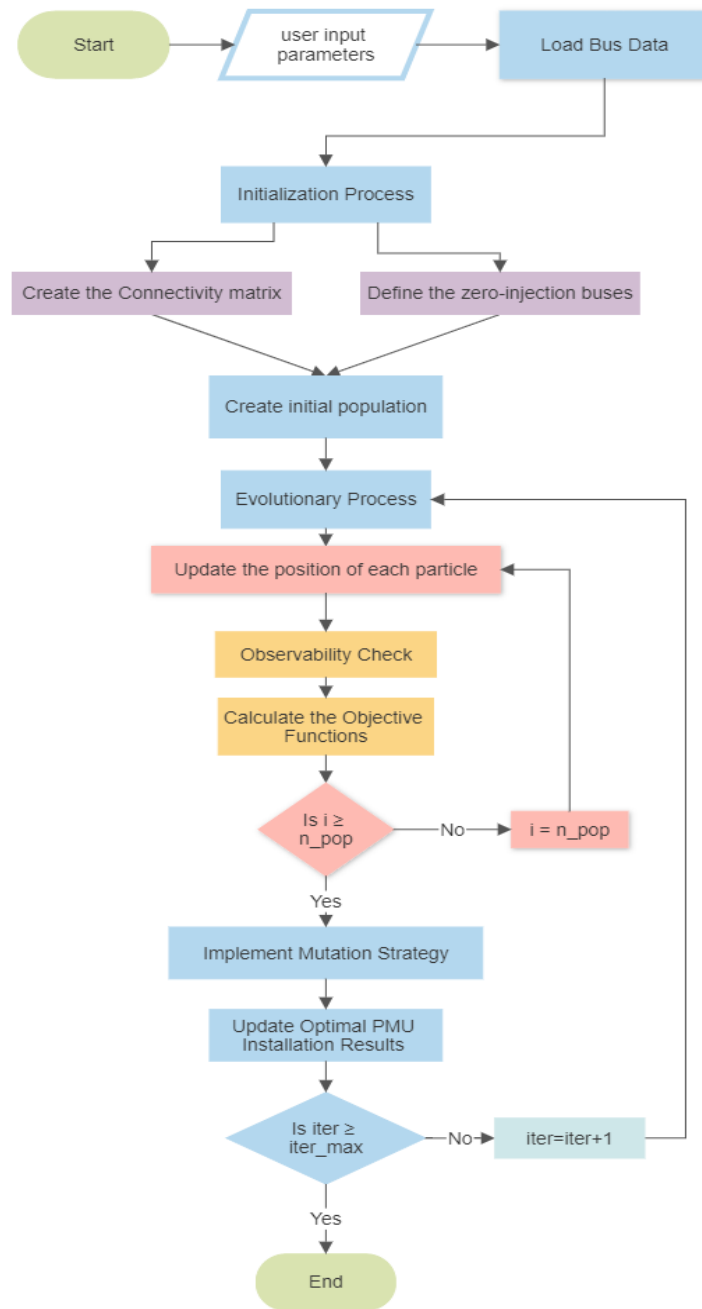 Start
user input
parameters
Load Bus Data
Initialization Process
Create the Connectivity matrix
Define the zero-injection buses
Create initial population
Evolutionary Process
Update the position of each particle
Observability Check
Calculate the Objective
Functions
Is i ≥
n_pop
No
i = n_pop
Yes
Implement Mutation Strategy
Update Optimal PMU
Installation Results
Is iter ≥
iter_max
No
iter=iter+1
Yes
End